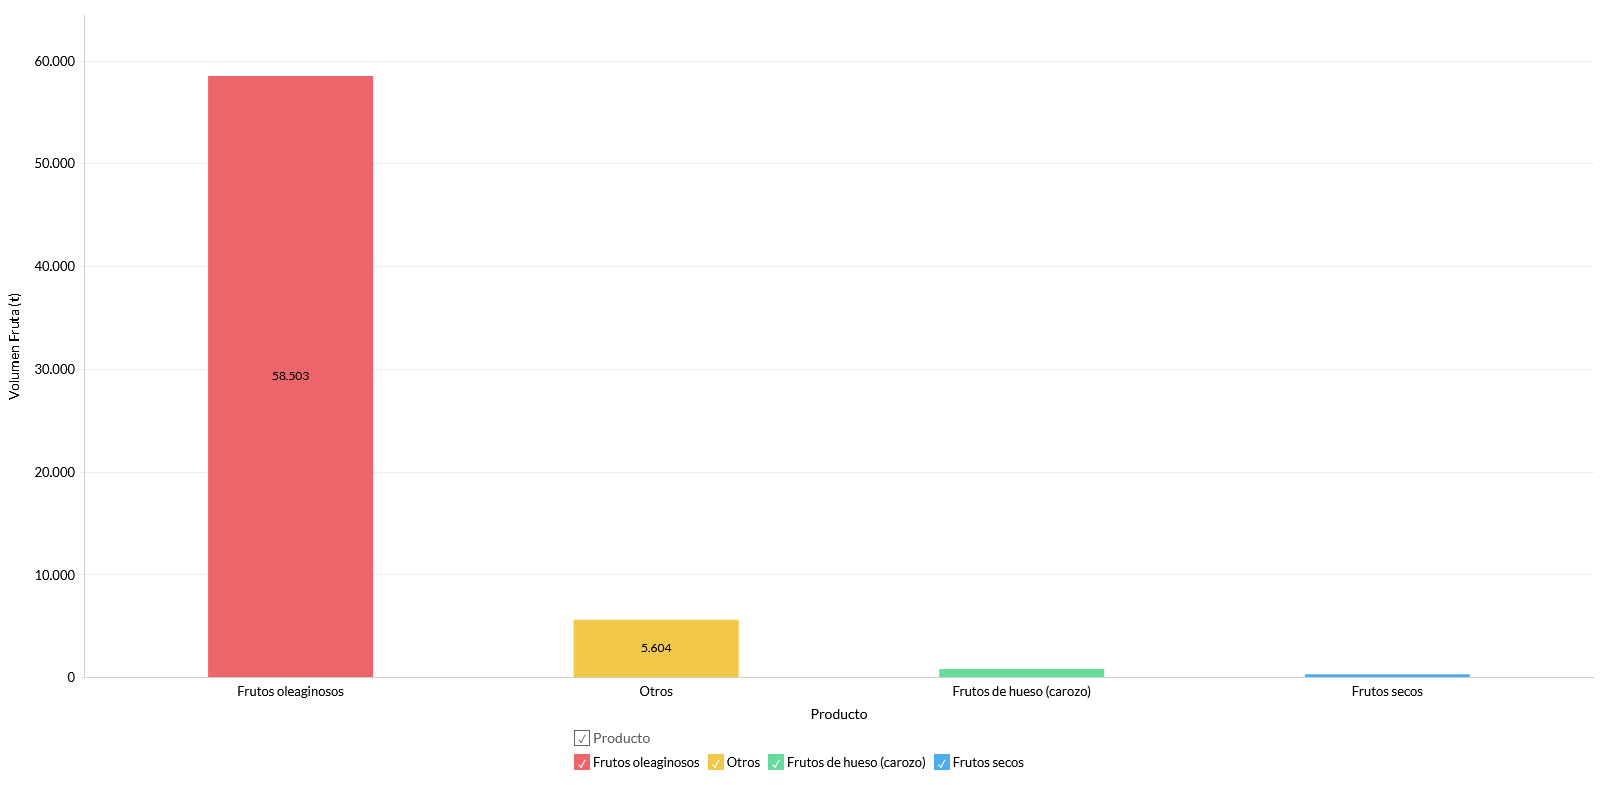 Volumen Fruta (t)
60.000
50.000
40.000
30.000
20.000
10.000
0
58.503
5.604
Frutos oleaginosos
Otros
Frutos de hueso (carozo)
Frutos secos
Producto
Producto
Frutos oleaginosos Otros Frutos de hueso (carozo) Frutos secos